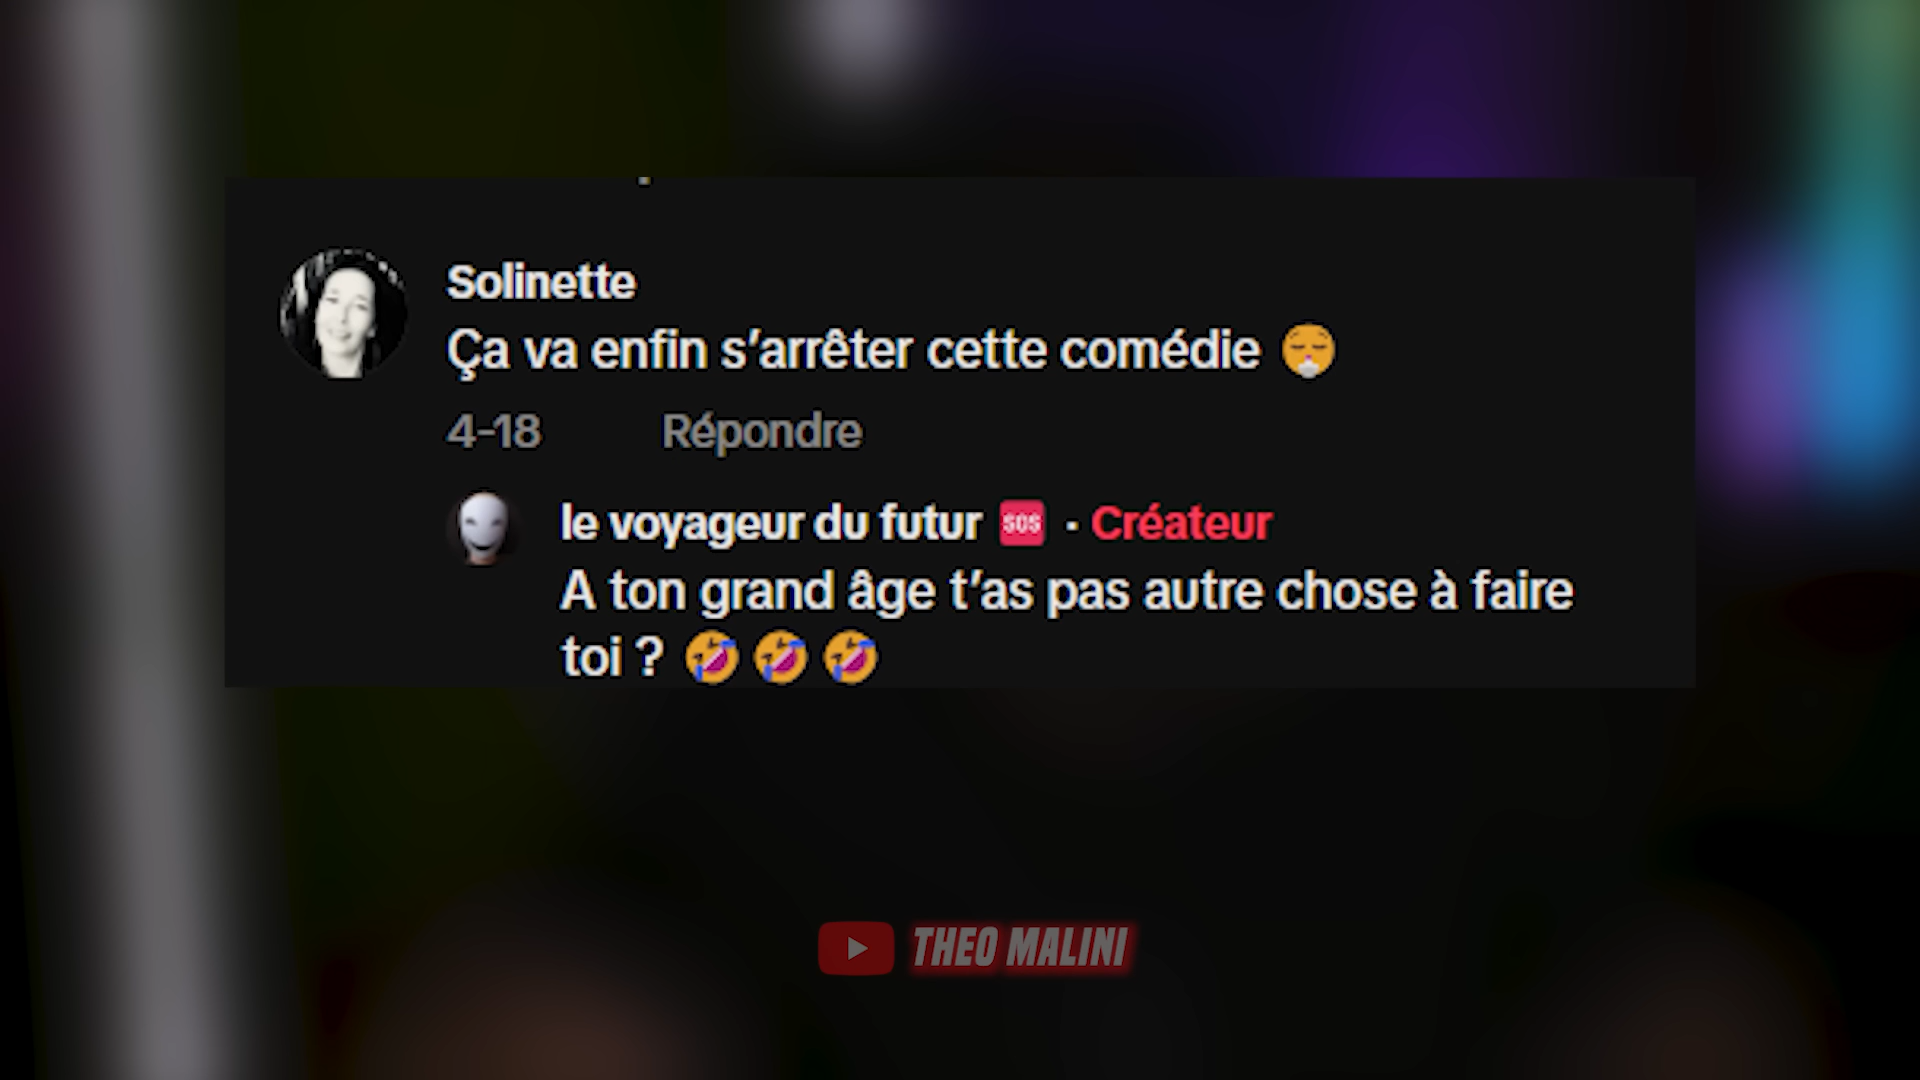 Solinette
Ça va enfin s’arrêter cette comédie 😮‍💨
4-18 Répondre
le voyageur du futur 🆘 · Créateur
A ton grand âge t’as pas autre chose à faire
toi ? 🤣🤣🤣
THEO MALINI